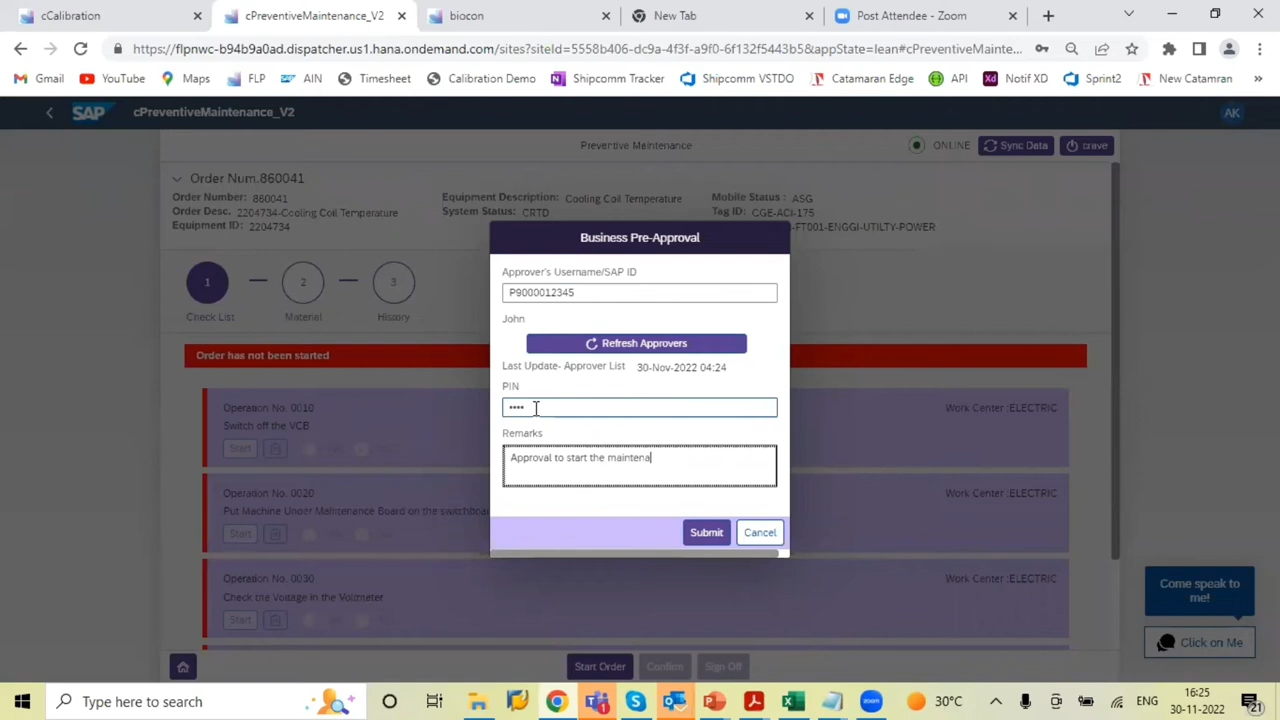 cCalibration
cPreventiveMaintenance_V2
biocon
New Tab
Post Attendee - Zoom
https://flpnwc-b94b9a0ad.dispatcher.us1.hana.ondemand.com/sites?siteId=5558b406-dc9a-4f3f-a9f0-6f132f5443b5&appState=lean#cPreventiveMainte...
Gmail YouTube Maps FLP AIN Timesheet Calibration Demo Shipcomm Tracker Shipcomm VSTDO Catamaran Edge API Notif XD Sprint2 New Catamran »
SAP cPreventiveMaintenance_V2 AK
Preventive Maintenance ONLINE Sync Data crave
Order Num.860041
Order Number: 860041 Equipment Description: Cooling Coil Temperature Mobile Status : ASG
Order Desc. 2204734-Cooling Coil Temperature System Status: CRTD Tag ID: CGE-ACI-175
Equipment ID: 2204734 -FT001-ENGGI-UTILTY-POWER
1 2 3
Check List Material History
Order has not been started
Operation No. 0010 Work Center :ELECTRIC
Switch off the VCB
Start
Operation No. 0020 Work Center :ELECTRIC
Put Machine Under Maintenance Board on the switchboa
Start
Operation No. 0030 Work Center :ELECTRIC
Check the Voltage in the Voltmeter
Start
Business Pre-Approval
Approver's Username/SAP ID
P9000012345
John
Refresh Approvers
Last Update- Approver List 30-Nov-2022 04:24
PIN
****
Remarks
Approval to start the maintena
Submit Cancel
Come speak to
me!
Click on Me
Start Order Confirm Sign Off
Type here to search
30°C ENG 16:25
30-11-2022
21